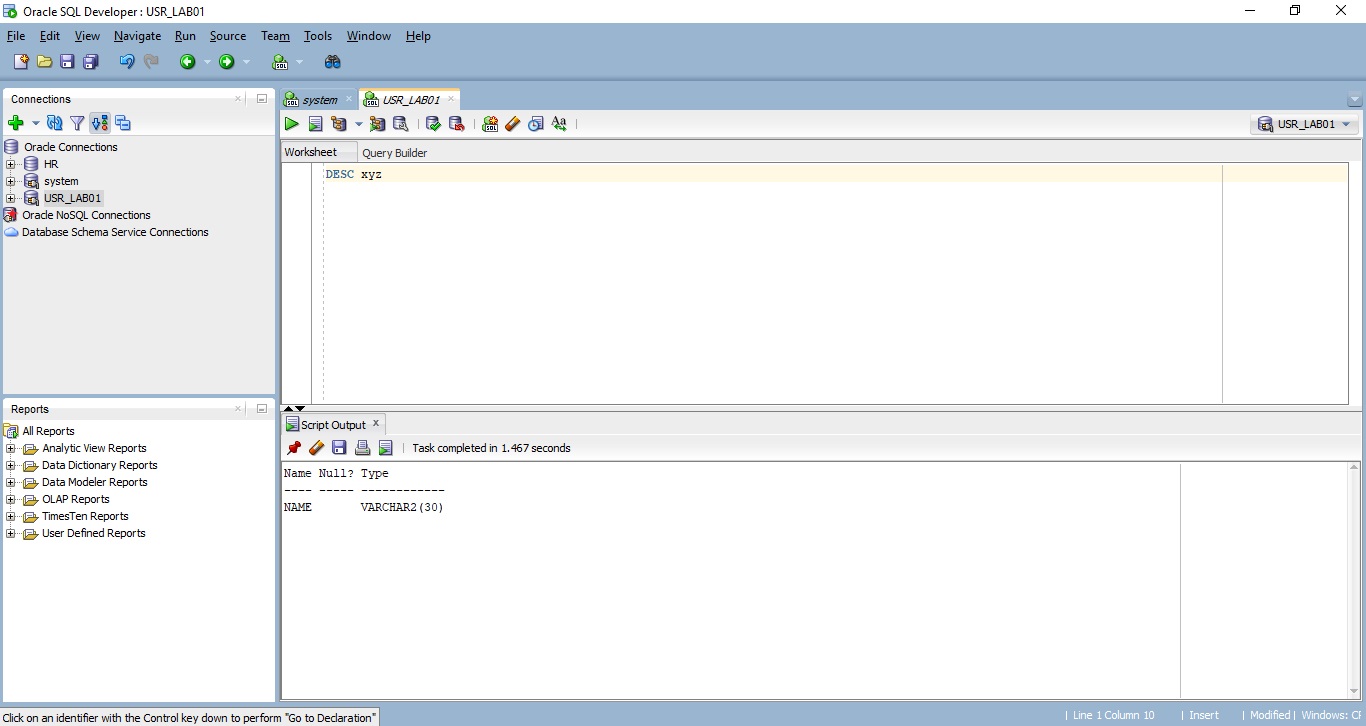 Oracle SQL Developer : USR_LAB01
File Edit View Navigate Run Source Team Tools Window Help
Connections
Oracle Connections
HR
system
USR_LAB01
Oracle NoSQL Connections
Database Schema Service Connections
Reports
All Reports
Analytic View Reports
Data Dictionary Reports
Data Modeler Reports
OLAP Reports
TimesTen Reports
User Defined Reports
system USR_LAB01
USR_LAB01
Worksheet Query Builder
DESC xyz
Script Output
Task completed in 1.467 seconds
Name Null? Type
---- ----- ------------
NAME       VARCHAR2(30)
Click on an identifier with the Control key down to perform "Go to Declaration"
| Line 1 Column 10 | Insert | Modified | Windows: CF